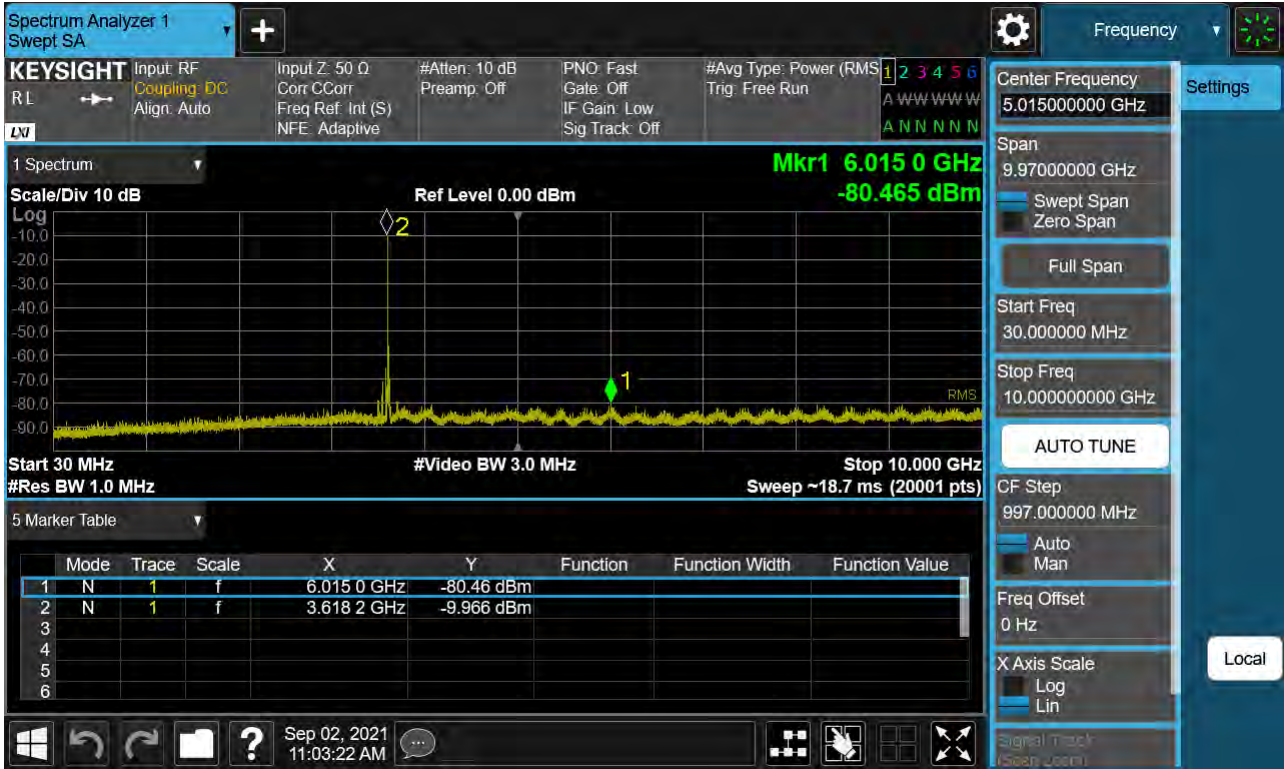 Spectrum Analyzer 1
Swept SA
Frequency
KEYSIGHT
RL
LXI
Input: RF
Coupling: DC
Align: Auto
Input Z: 50 Ω
Corr CCorr
Freq Ref: Int (S)
NFE: Adaptive
#Atten: 10 dB
Preamp: Off
PNO: Fast
Gate: Off
IF Gain: Low
Sig Track: Off
#Avg Type: Power (RMS
Trig: Free Run
1 2 3 4 5 6
A W W W W W
A N N N N N
1 Spectrum
Scale/Div 10 dB
Ref Level 0.00 dBm
Mkr1 6.015 0 GHz
-80.465 dBm
Log
-10.0
-20.0
-30.0
-40.0
-50.0
-60.0
-70.0
-80.0
-90.0
2
1
RMS
Start 30 MHz
#Video BW 3.0 MHz
Stop 10.000 GHz
#Res BW 1.0 MHz
Sweep ~18.7 ms (20001 pts)
5 Marker Table
Mode Trace Scale X Y Function Function Width Function Value
1 N 1 f 6.015 0 GHz -80.46 dBm
2 N 1 f 3.618 2 GHz -9.966 dBm
3
4
5
6
Center Frequency
5.015000000 GHz
Settings
Span
9.97000000 GHz
Swept Span
Zero Span
Full Span
Start Freq
30.000000 MHz
Stop Freq
10.000000000 GHz
AUTO TUNE
CF Step
997.000000 MHz
Auto
Man
Freq Offset
0 Hz
X Axis Scale
Log
Lin
Signal Track
(Span Zoom)
Local
?
Sep 02, 2021
11:03:22 AM